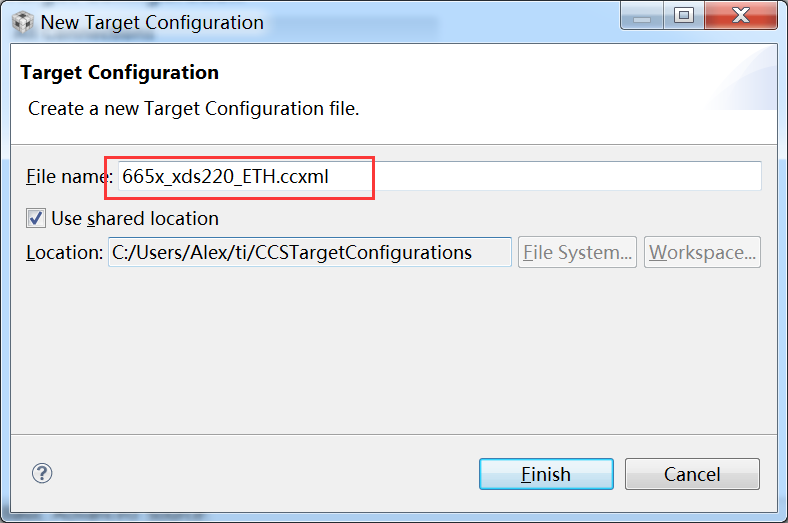 New Target Configuration
Target Configuration
Create a new Target Configuration file.
File name: 665x_xds220_ETH.ccxml
Use shared location
Location: C:/Users/Alex/ti/CCSTargetConfigurations File System... Workspace...
? Finish Cancel